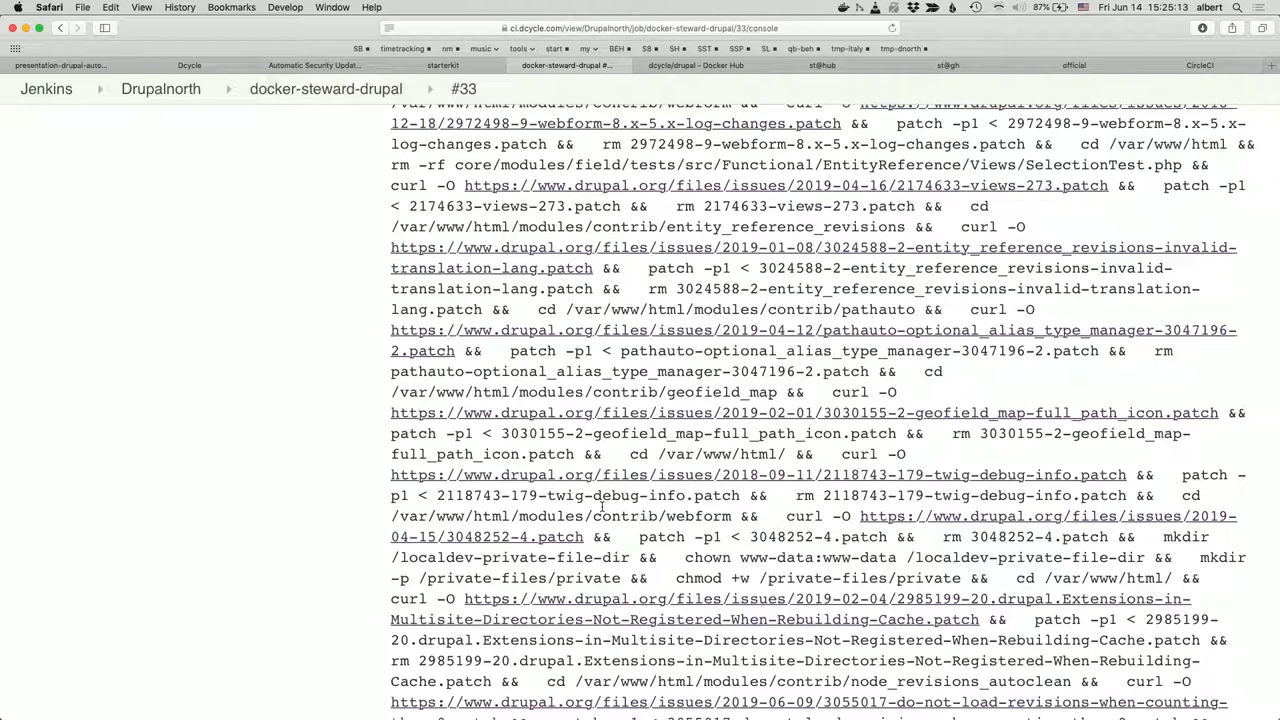 Safari File Edit View History Bookmarks Develop Window Help 87% Fri Jun 14 15:25:13 albert
ci.dcycle.com/view/Drupalnorth/job/docker-steward-drupal/33/console
SB timetracking nm music tools start my BEH S8 SH SST SSP SL qb-beh tmp-italy tmp-dnorth
presentation-drupal-auto... Dcycle Automatic Security Updat... starterkit docker-steward-drupal #... dcycle/drupal - Docker Hub st@hub st@gh official CircleCI
Jenkins Drupalnorth docker-steward-drupal #33
/var/www/html/modules/contrib/webform && curl -O https://www.drupal.org/files/issues/2018-
12-18/2972498-9-webform-8.x-5.x-log-changes.patch && patch -p1 < 2972498-9-webform-8.x-5.x-
log-changes.patch && rm 2972498-9-webform-8.x-5.x-log-changes.patch && cd /var/www/html &&
rm -rf core/modules/field/tests/src/Functional/EntityReference/Views/SelectionTest.php &&
curl -O https://www.drupal.org/files/issues/2019-04-16/2174633-views-273.patch && patch -p1
< 2174633-views-273.patch && rm 2174633-views-273.patch && cd
/var/www/html/modules/contrib/entity_reference_revisions && curl -O
https://www.drupal.org/files/issues/2019-01-08/3024588-2-entity_reference_revisions-invalid-
translation-lang.patch && patch -p1 < 3024588-2-entity_reference_revisions-invalid-
translation-lang.patch && rm 3024588-2-entity_reference_revisions-invalid-translation-
lang.patch && cd /var/www/html/modules/contrib/pathauto && curl -O
https://www.drupal.org/files/issues/2019-04-12/pathauto-optional_alias_type_manager-3047196-
2.patch && patch -p1 < pathauto-optional_alias_type_manager-3047196-2.patch && rm
pathauto-optional_alias_type_manager-3047196-2.patch && cd
/var/www/html/modules/contrib/geofield_map && curl -O
https://www.drupal.org/files/issues/2019-02-01/3030155-2-geofield_map-full_path_icon.patch &&
patch -p1 < 3030155-2-geofield_map-full_path_icon.patch && rm 3030155-2-geofield_map-
full_path_icon.patch && cd /var/www/html/ && curl -O
https://www.drupal.org/files/issues/2018-09-11/2118743-179-twig-debug-info.patch && patch -
p1 < 2118743-179-twig-debug-info.patch && rm 2118743-179-twig-debug-info.patch && cd
/var/www/html/modules/contrib/webform && curl -O https://www.drupal.org/files/issues/2019-
04-15/3048252-4.patch && patch -p1 < 3048252-4.patch && rm 3048252-4.patch && mkdir
/localdev-private-file-dir && chown www-data:www-data /localdev-private-file-dir && mkdir
-p /private-files/private && chmod +w /private-files/private && cd /var/www/html/ &&
curl -O https://www.drupal.org/files/issues/2019-02-04/2985199-20.drupal.Extensions-in-
Multisite-Directories-Not-Registered-When-Rebuilding-Cache.patch && patch -p1 < 2985199-
20.drupal.Extensions-in-Multisite-Directories-Not-Registered-When-Rebuilding-Cache.patch &&
rm 2985199-20.drupal.Extensions-in-Multisite-Directories-Not-Registered-When-Rebuilding-
Cache.patch && cd /var/www/html/modules/contrib/node_revisions_autoclean && curl -O
https://www.drupal.org/files/issues/2019-06-09/3055017-do-not-load-revisions-when-counting-